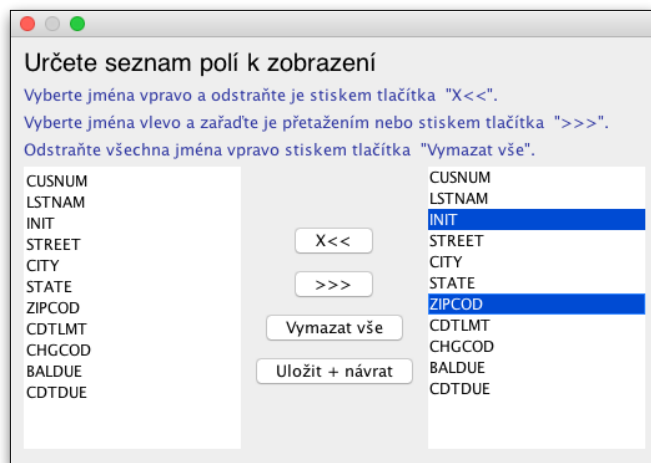 Určete seznam polí k zobrazení
Vyberte jména vpravo a odstraňte je stiskem tlačítka "X<<".
Vyberte jména vlevo a zařaďte je přetažením nebo stiskem tlačítka ">>>".
Odstraňte všechna jména vpravo stiskem tlačítka "Vymazat vše".
CUSNUM
LSTNAM
INIT
STREET
CITY
STATE
ZIPCOD
CDTLMT
CHGCOD
BALDUE
CDTDUE
X<<
>>>
Vymazat vše
Uložit + návrat
CUSNUM
LSTNAM
INIT
STREET
CITY
STATE
ZIPCOD
CDTLMT
CHGCOD
BALDUE
CDTDUE